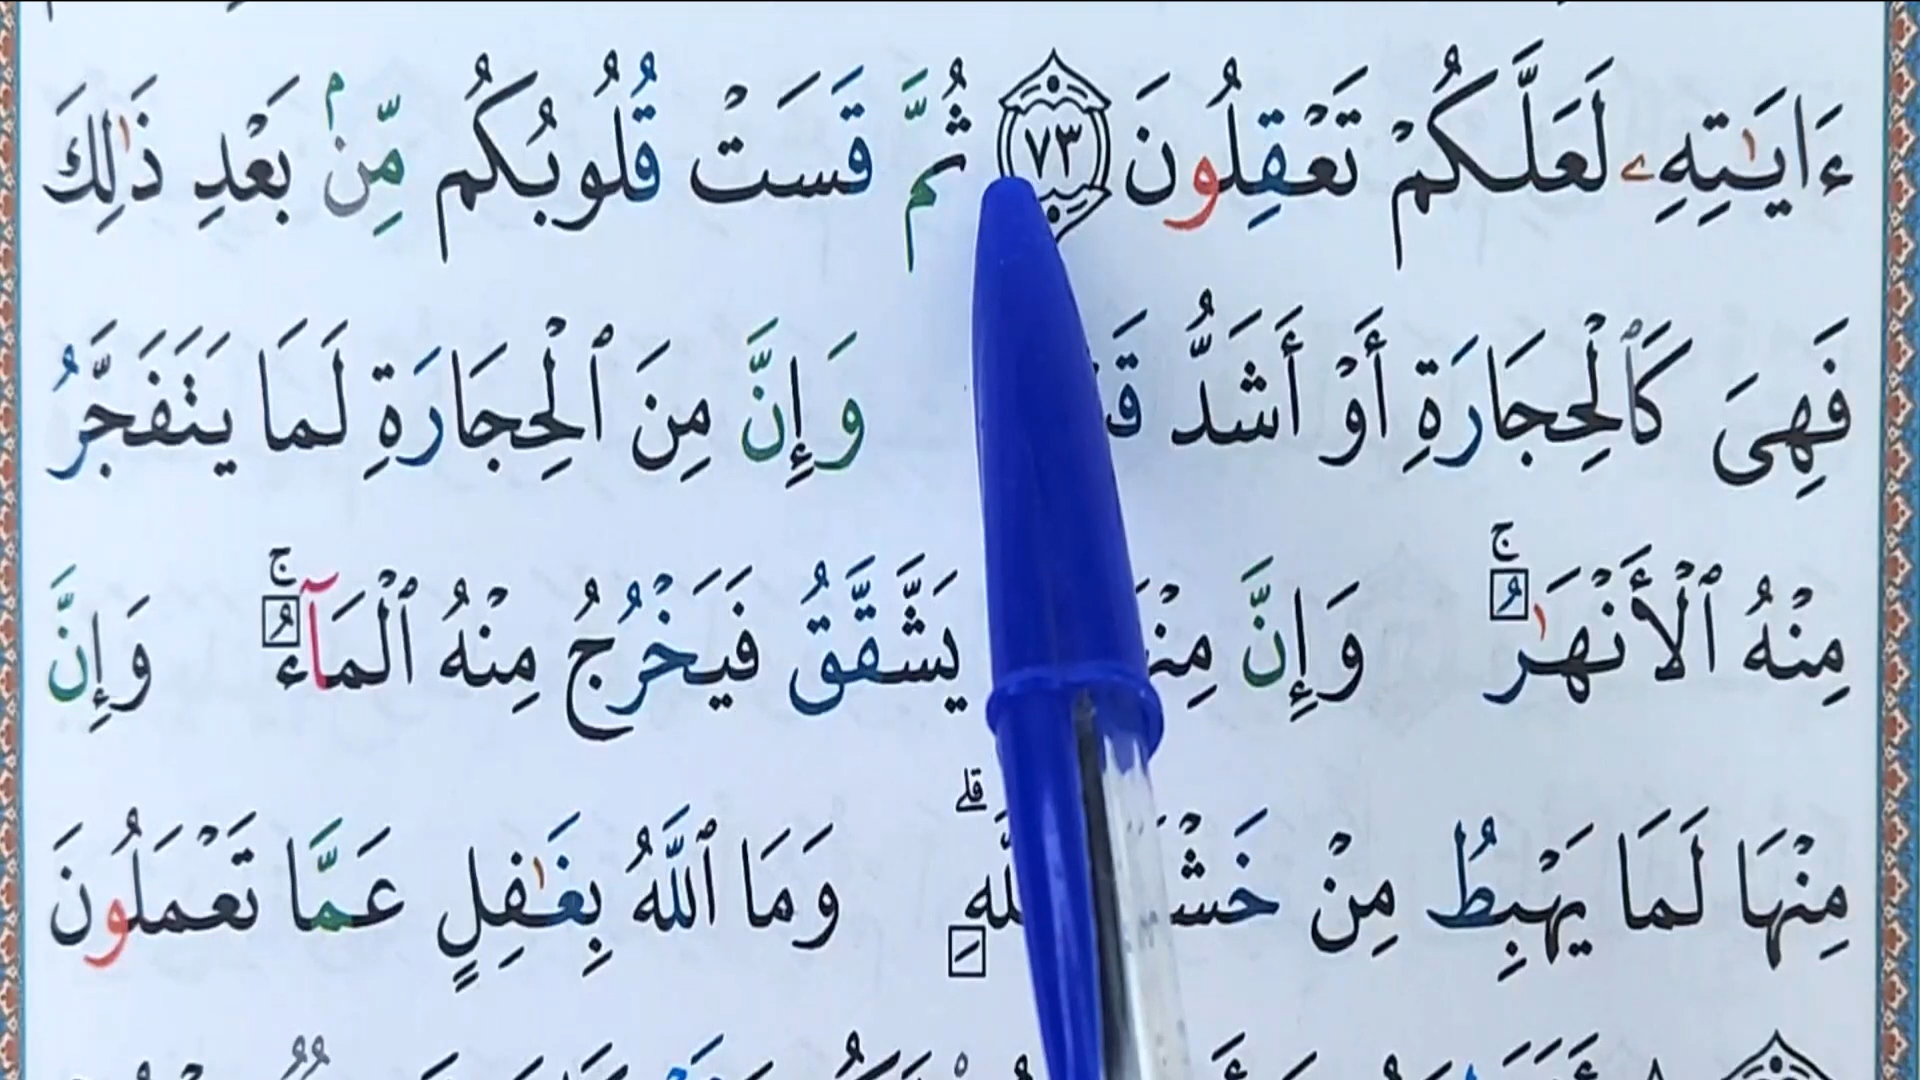 ءَايَـٰتِهِۦ لَعَلَّكُمْ تَعْقِلُونَ ٧٣ ثُمَّ قَسَتْ قُلُوبُكُم مِّنۢ بَعْدِ ذَٰلِكَ
فَهِىَ كَٱلْحِجَارَةِ أَوْ أَشَدُّ وَإِنَّ مِنَ ٱلْحِجَارَةِ لَمَا يَتَفَجَّرُ
مِنْهُ ٱلْأَنْهَـٰرُ ۚ وَإِنَّ يَشَّقَّقُ فَيَخْرُجُ مِنْهُ ٱلْمَآءُ ۚ وَإِنَّ
مِنْهَا لَمَا يَهْبِطُ مِنْ ۗ وَمَا ٱللَّهُ بِغَـٰفِلٍ عَمَّا تَعْمَلُونَ